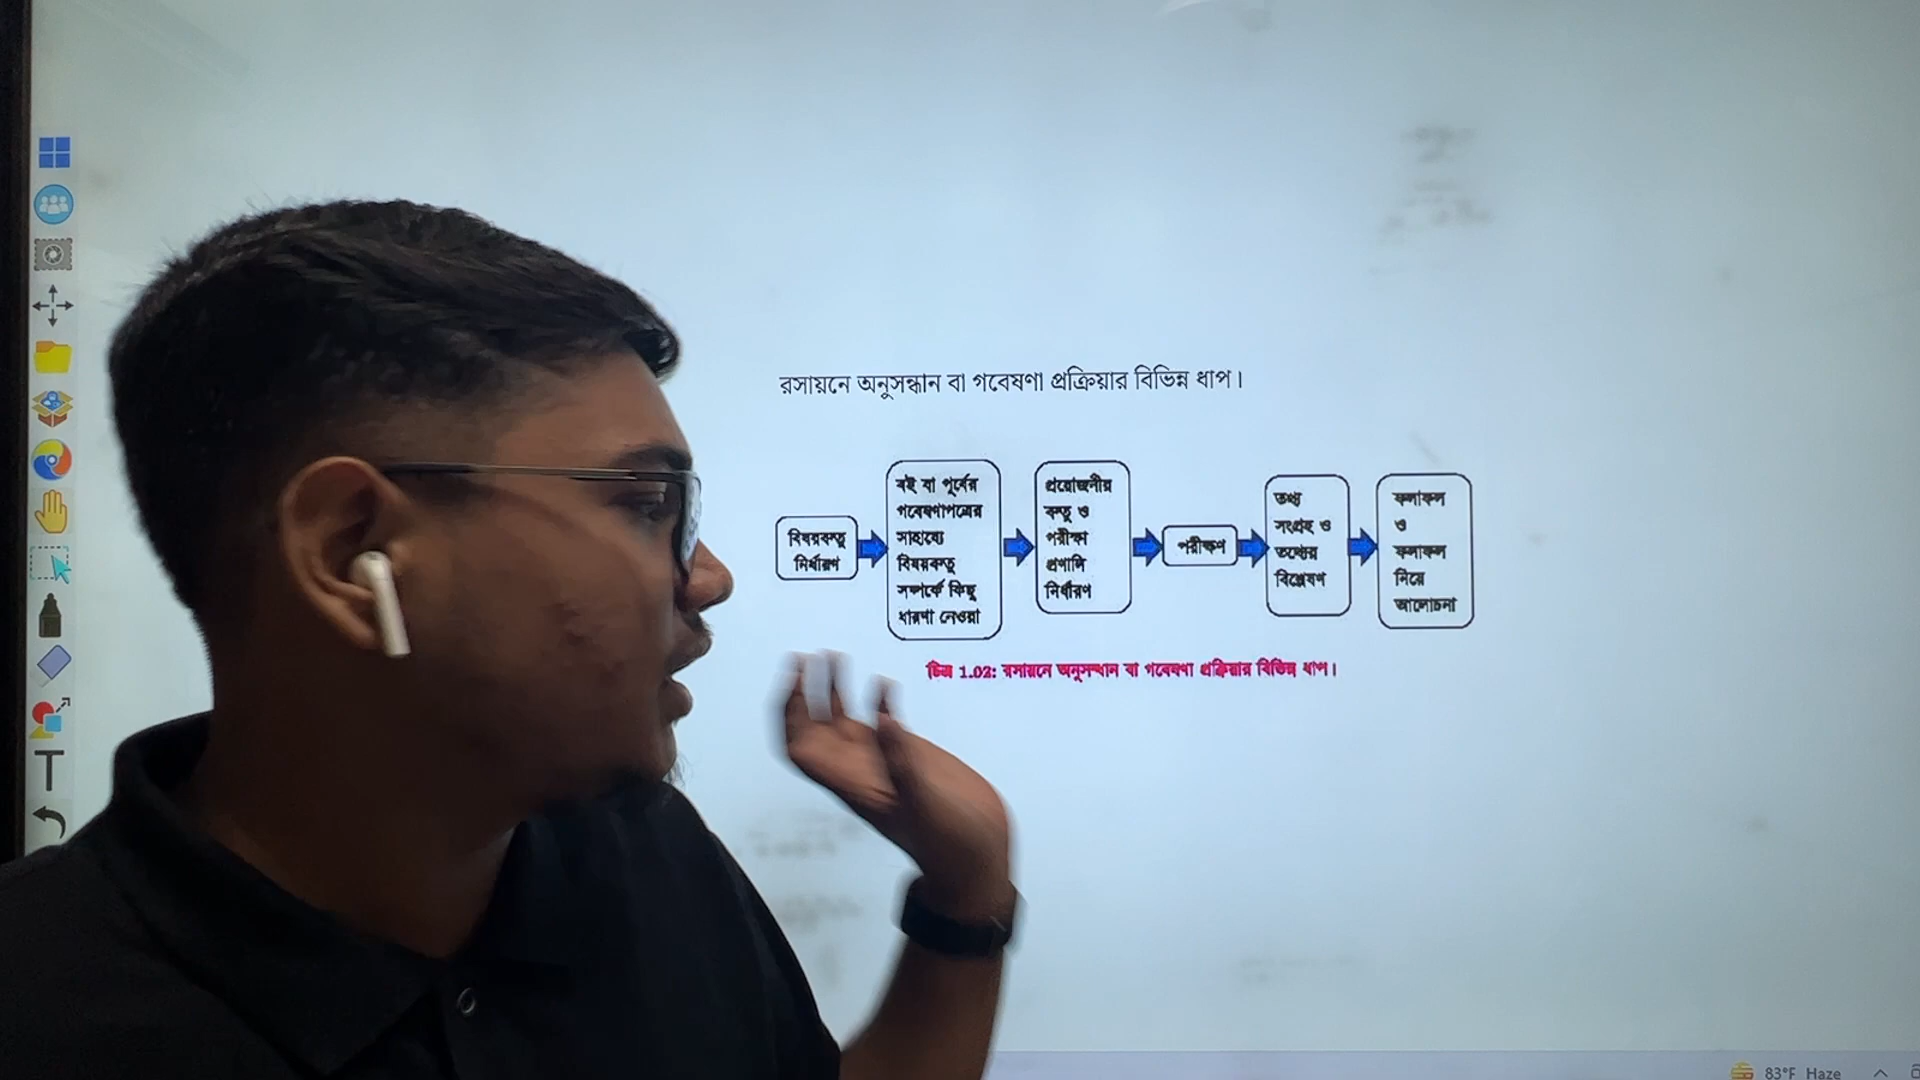 রসায়নে অনুসন্ধান বা গবেষণা প্রক্রিয়ার বিভিন্ন ধাপ।
বিষয়বস্তু
নির্ধারণ
বই বা পূর্বের
গবেষণাপত্রের
সাহায্যে
বিষয়বস্তু
সম্পর্কে কিছু
ধারণা নেওয়া
প্রয়োজনীয়
বস্তু ও
পরীক্ষা
প্রণালি
নির্ধারণ
পরীক্ষণ
তথ্য
সংগ্রহ ও
তথ্যের
বিশ্লেষণ
ফলাফল
ও
ফলাফল
নিয়ে
আলোচনা
চিত্র 1.02: রসায়নে অনুসন্ধান বা গবেষণা প্রক্রিয়ার বিভিন্ন ধাপ।
T
83°F Haze